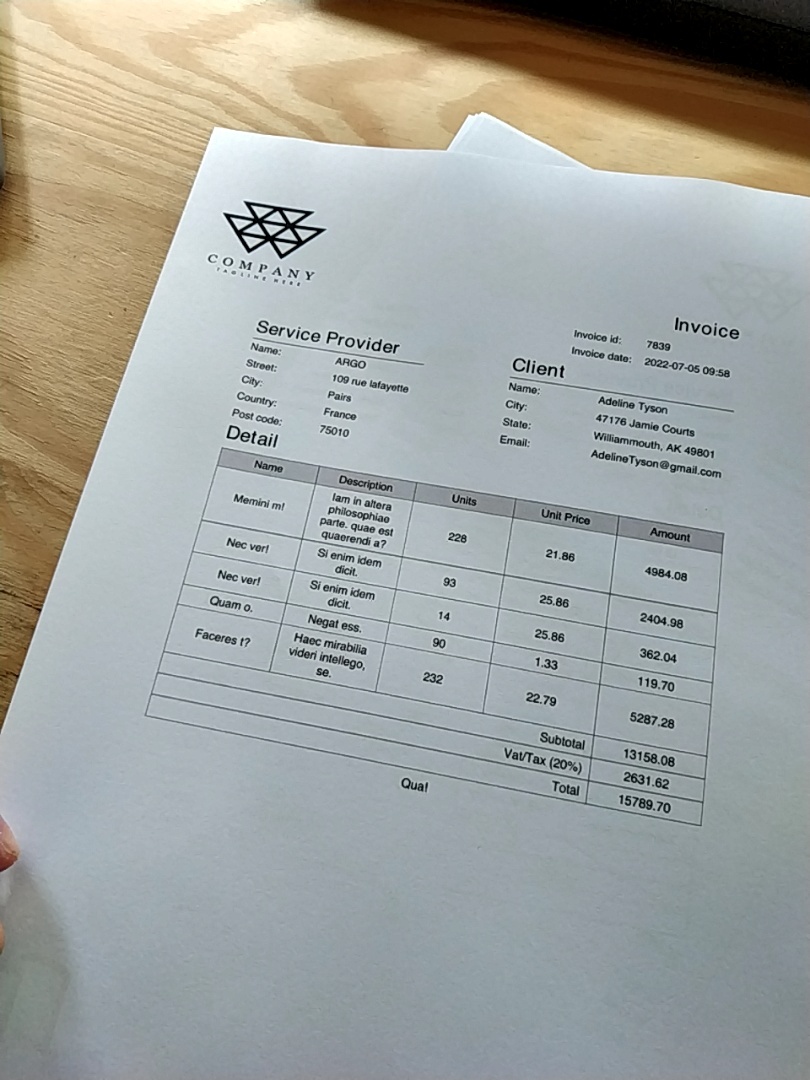 COMPANY
TAGLINE HERE
Invoice
Invoice id: 7839
Invoice date: 2022-07-05 09:58
Service Provider
Name: ARGO
Street: 109 rue lafayette
City: Pairs
Country: France
Post code: 75010
Client
Name: Adeline Tyson
City: 47176 Jamie Courts
State: Williammouth, AK 49801
Email: AdelineTyson@gmail.com
Detail
Name Description Units Unit Price Amount
Memini m! Iam in altera
philosophiae
parte. quae est
quaerendi a? 228 21.86 4984.08
Nec ver! Si enim idem
dicit. 93 25.86 2404.98
Nec ver! Si enim idem
dicit. 14 25.86 362.04
Quam o. Negat ess. 90 1.33 119.70
Faceres t? Haec mirabilia
videri intellego,
se. 232 22.79 5287.28
Subtotal 13158.08
Vat/Tax (20%) 2631.62
Total 15789.70
Qua!